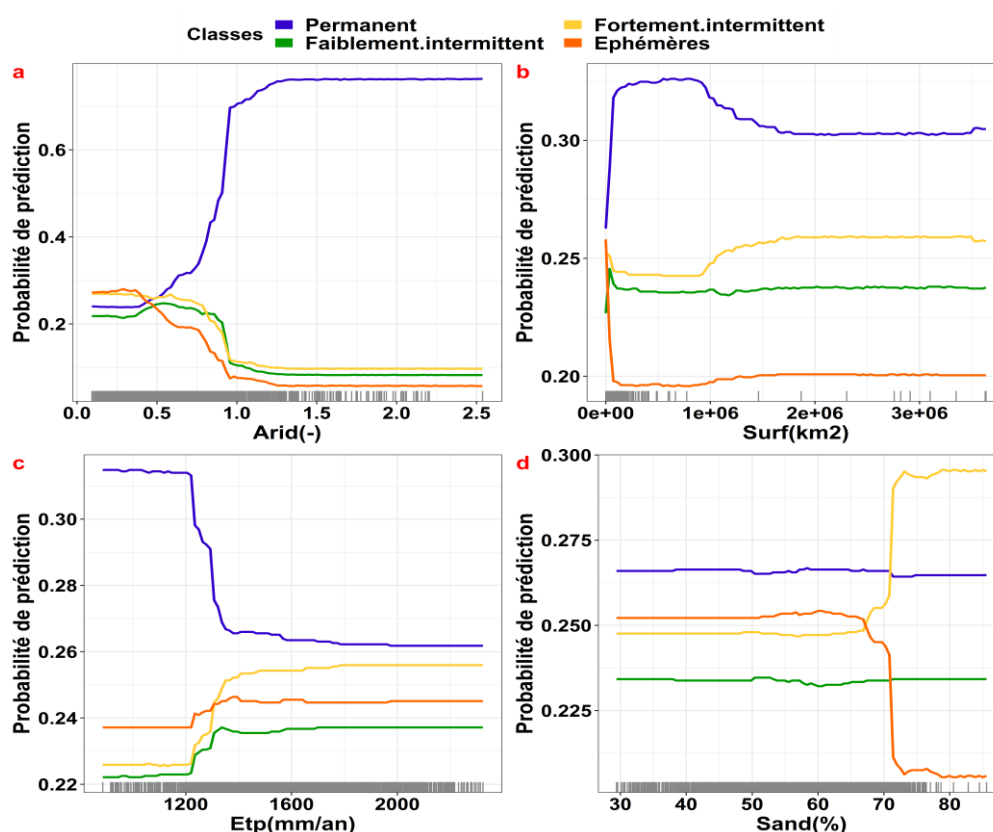 Classes Permanent Fortement.intermittent
Faiblement.intermittent Ephémères
a
Probabilité de prédiction
0.6
0.4
0.2
0.0 0.5 1.0 1.5 2.0 2.5
Arid(-)
b
Probabilité de prédiction
0.30
0.25
0.20
0e+00 1e+06 2e+06 3e+06
Surf(km2)
c
Probabilité de prédiction
0.30
0.28
0.26
0.24
0.22
1200 1600 2000
Etp(mm/an)
d
Probabilité de prédiction
0.300
0.275
0.250
0.225
30 40 50 60 70 80
Sand(%)